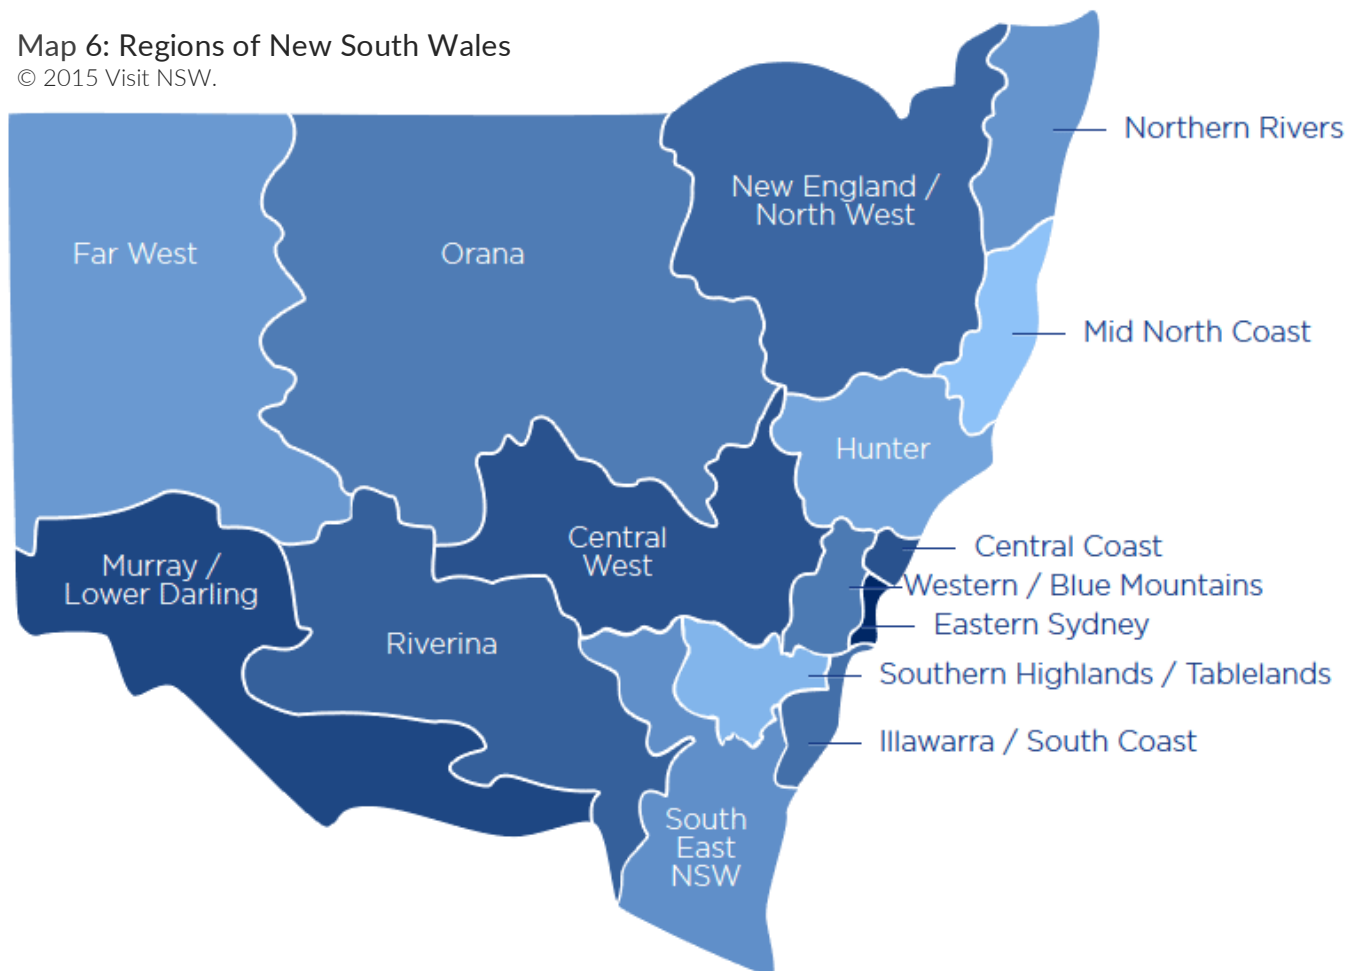 Map 6: Regions of New South Wales
© 2015 Visit NSW.
Northern Rivers
New England /
North West
Far West
Orana
Mid North Coast
Hunter
Central
West
Central Coast
Murray /
Lower Darling
Western / Blue Mountains
Eastern Sydney
Riverina
Southern Highlands / Tablelands
Illawarra / South Coast
South
East
NSW